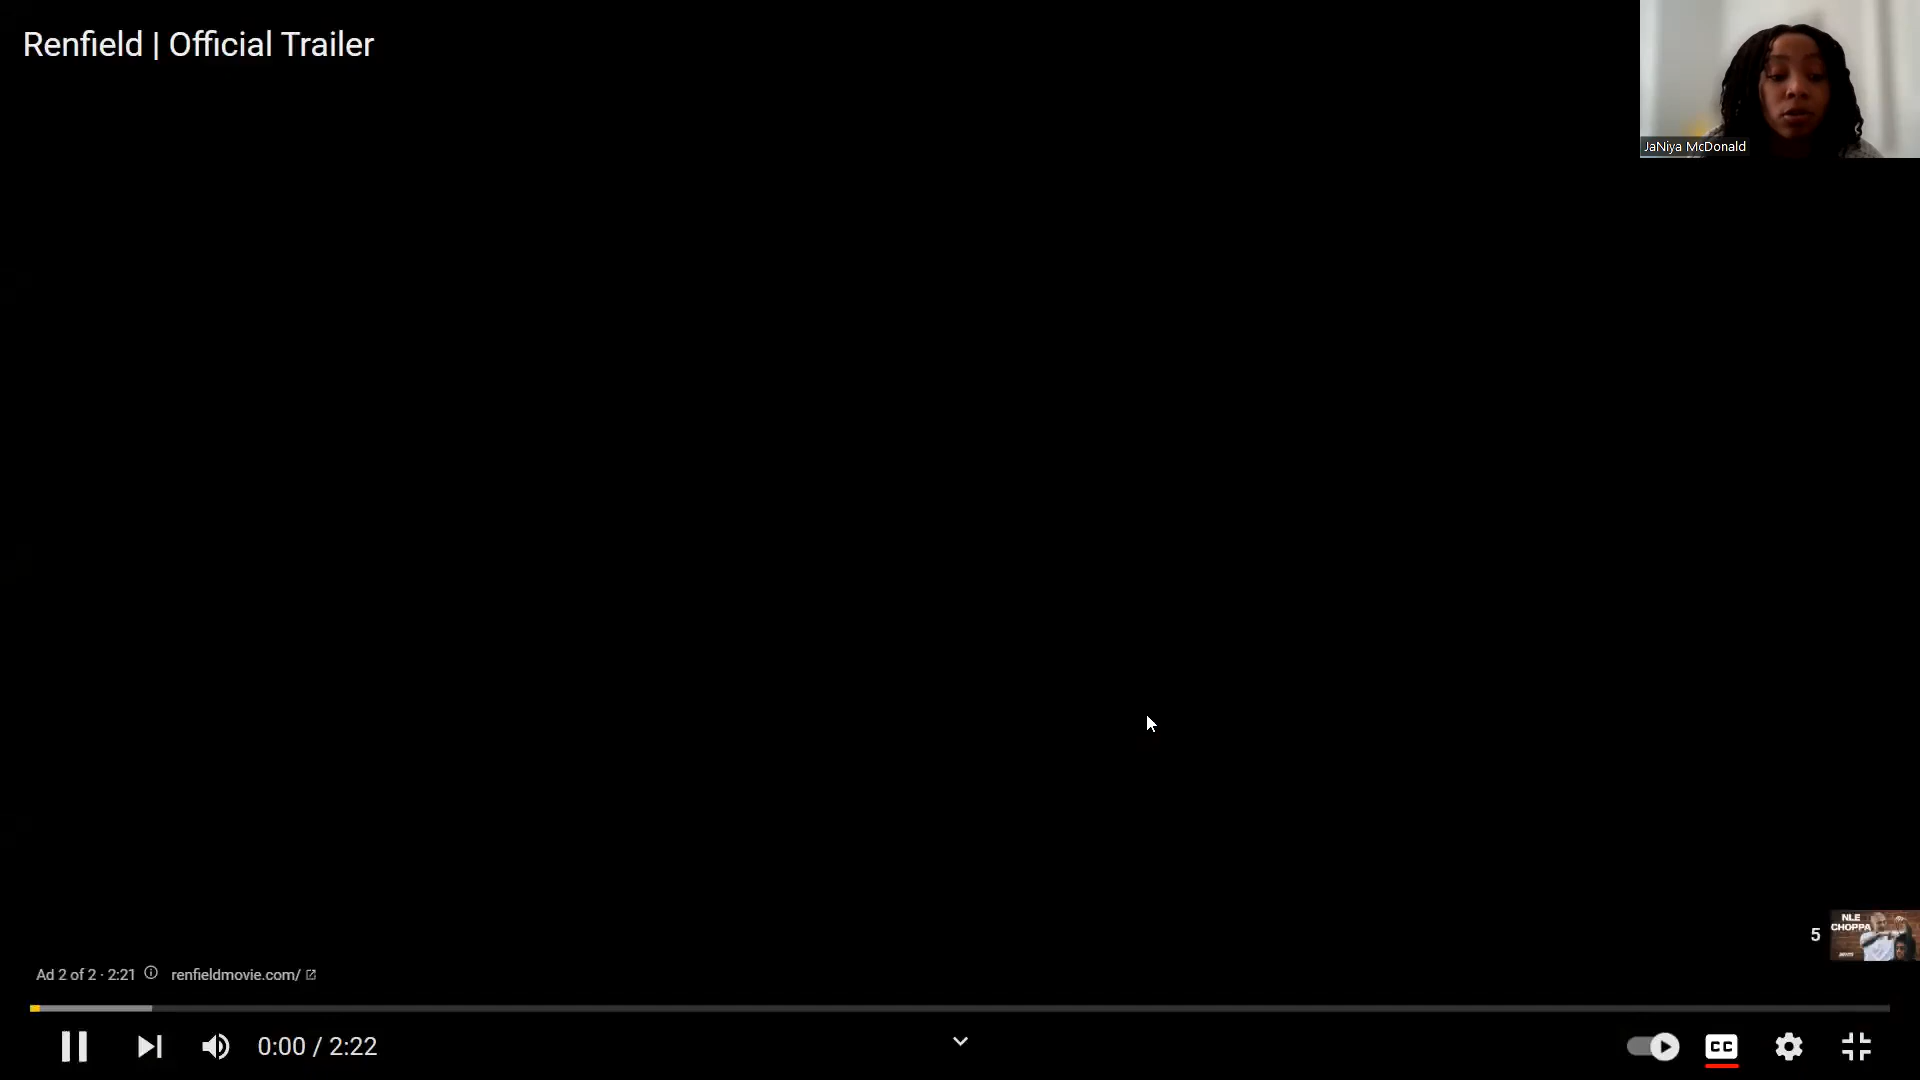 Renfield | Official Trailer
JaNiya McDonald
5
NLE
CHOPPA
Ad 2 of 2 · 2:21
renfieldmovie.com/
0:00 / 2:22
CC